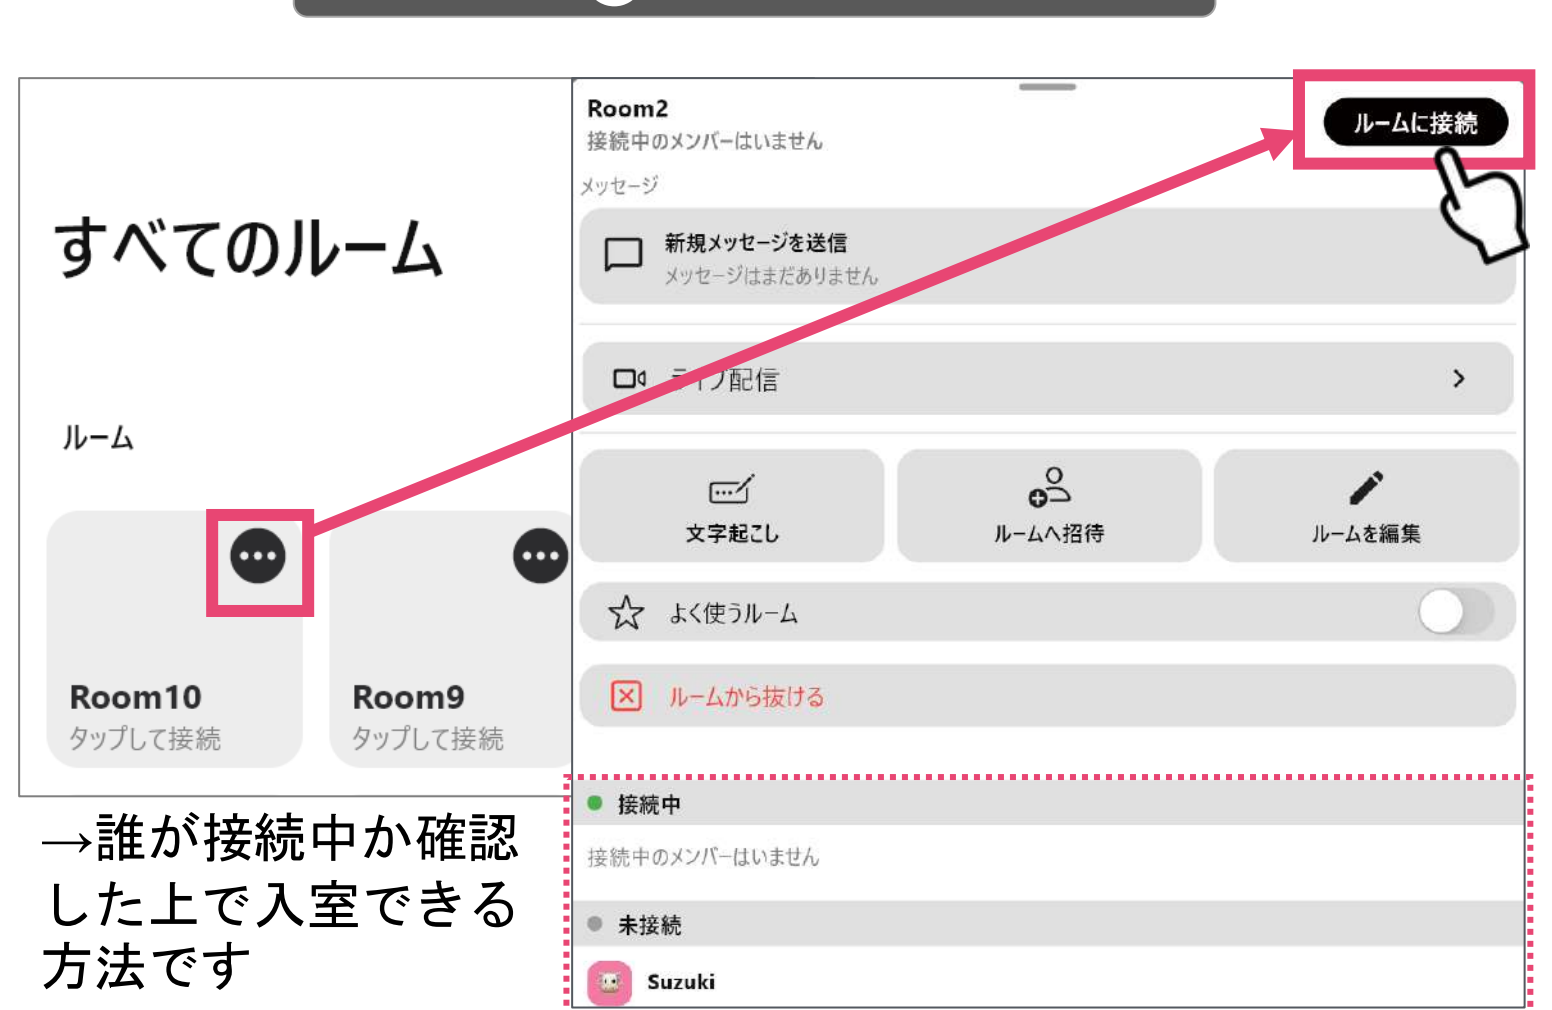 すべてのルーム
ルーム
Room10
タップして接続
Room9
タップして接続
→誰が接続中か確認
した上で入室できる
方法です
Room2
接続中のメンバーはいません
ルームに接続
メッセージ
新規メッセージを送信
メッセージはまだありません
ライブ配信
文字起こし
ルームへ招待
ルームを編集
よく使うルーム
ルームから抜ける
接続中
接続中のメンバーはいません
未接続
Suzuki